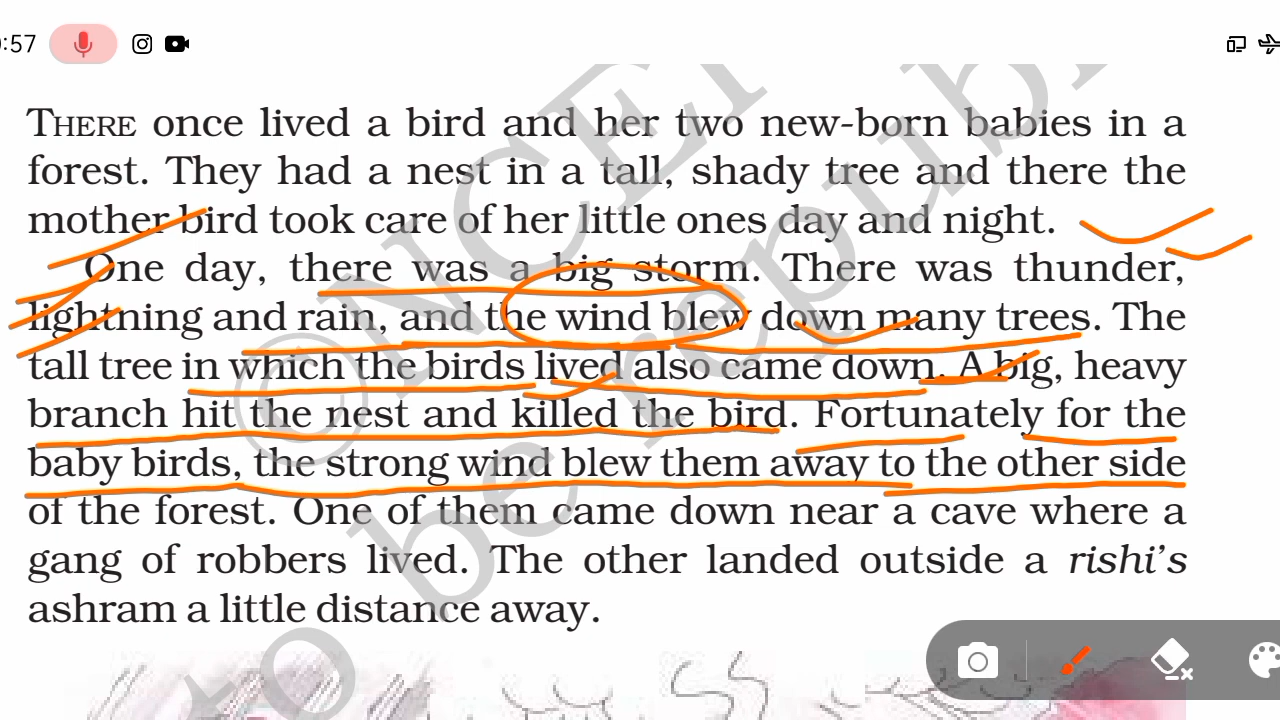 :57
THERE once lived a bird and her two new-born babies in a
forest. They had a nest in a tall, shady tree and there the
mother bird took care of her little ones day and night.
One day, there was a big storm. There was thunder,
lightning and rain, and the wind blew down many trees. The
tall tree in which the birds lived also came down. A big, heavy
branch hit the nest and killed the bird. Fortunately for the
baby birds, the strong wind blew them away to the other side
of the forest. One of them came down near a cave where a
gang of robbers lived. The other landed outside a rishi's
ashram a little distance away.